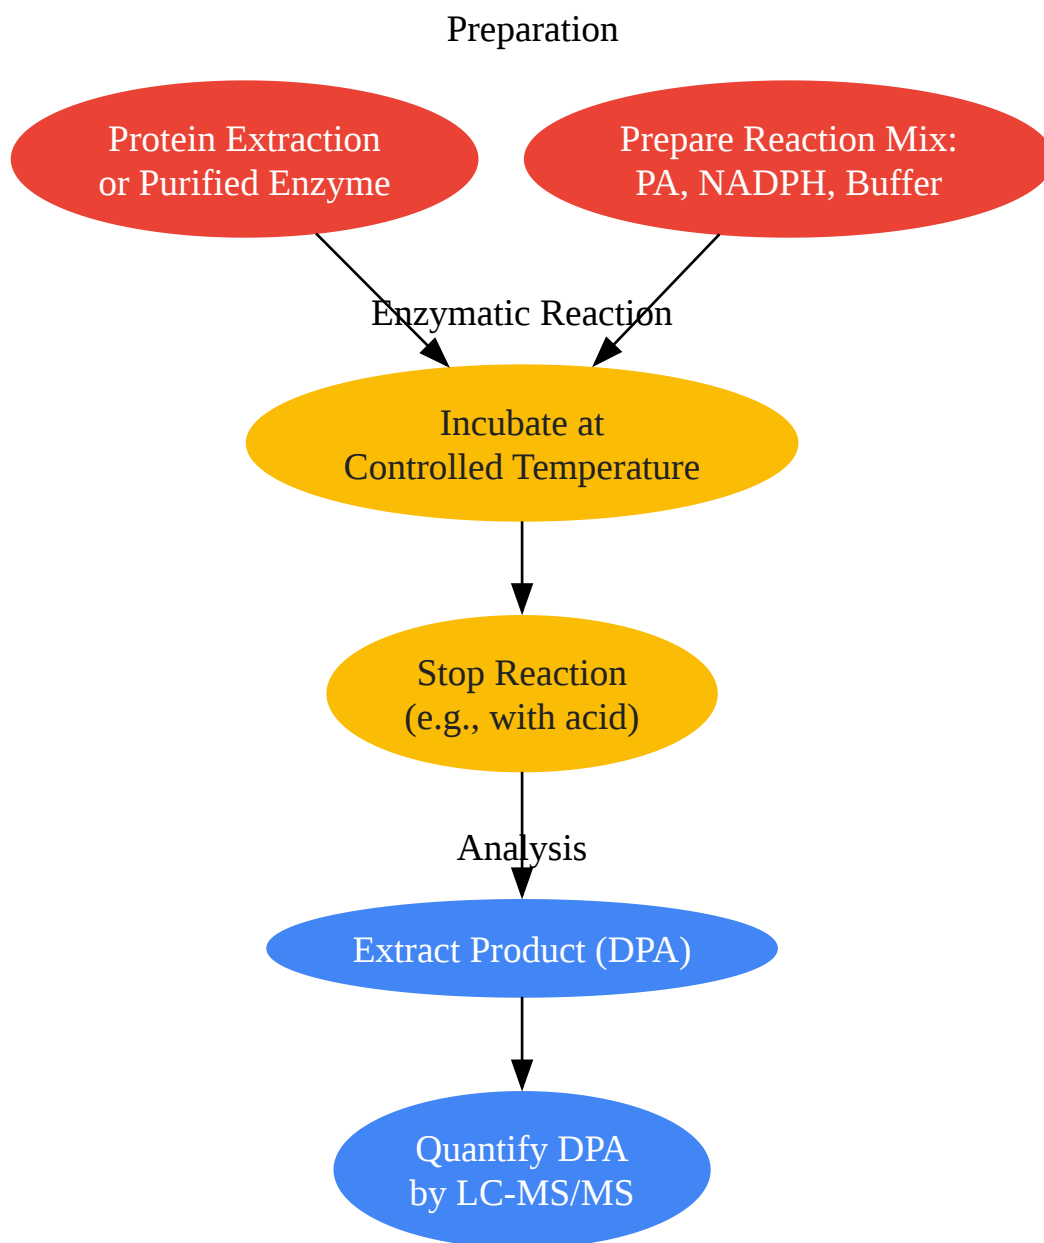 Preparation
Protein Extraction
or Purified Enzyme
Prepare Reaction Mix:
PA, NADPH, Buffer
Enzymatic Reaction
Incubate at
Controlled Temperature
Stop Reaction
(e.g., with acid)
Analysis
Extract Product (DPA)
Quantify DPA
by LC-MS/MS